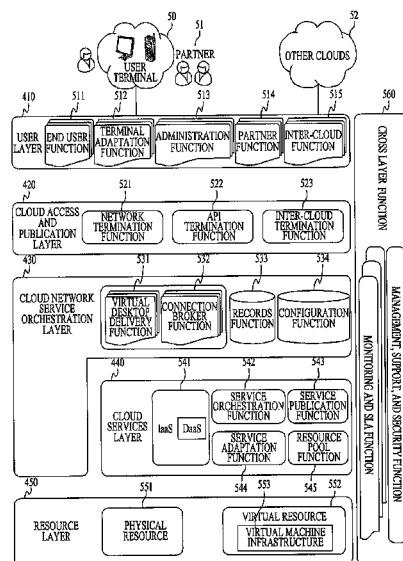 50
51
52
USER
TERMINAL
PARTNER
OTHER CLOUDS
410
511
512
513
514
515
560
USER
LAYER
END USER
FUNCTION
TERMINAL
ADAPTATION
FUNCTION
ADMINISTRATION
FUNCTION
PARTNER
FUNCTION
INTER-CLOUD
FUNCTION
CROSS LAYER FUNCTION
420
521
522
523
CLOUD ACCESS
AND
PUBLICATION
LAYER
NETWORK
TERMINATION
FUNCTION
API
TERMINATION
FUNCTION
INTER-CLOUD
TERMINATION
FUNCTION
430
531
532
533
534
CLOUD NETWORK
SERVICE
ORCHESTRATION
LAYER
VIRTUAL
DESKTOP
DELIVERY
FUNCTION
CONNECTION
BROKER
FUNCTION
RECORDS
FUNCTION
CONFIGURATION
FUNCTION
MONITORING AND SLA FUNCTION
MANAGEMENT, SUPPORT, AND SECURITY FUNCTION
440
541
542
543
CLOUD
SERVICES
LAYER
IaaS
DaaS
SERVICE
ORCHESTRATION
FUNCTION
SERVICE
PUBLICATION
FUNCTION
SERVICE
ADAPTATION
FUNCTION
RESOURCE
POOL
FUNCTION
544
545
450
551
553
552
RESOURCE
LAYER
PHYSICAL
RESOURCE
VIRTUAL RESOURCE
VIRTUAL MACHINE
INFRASTRUCTURE